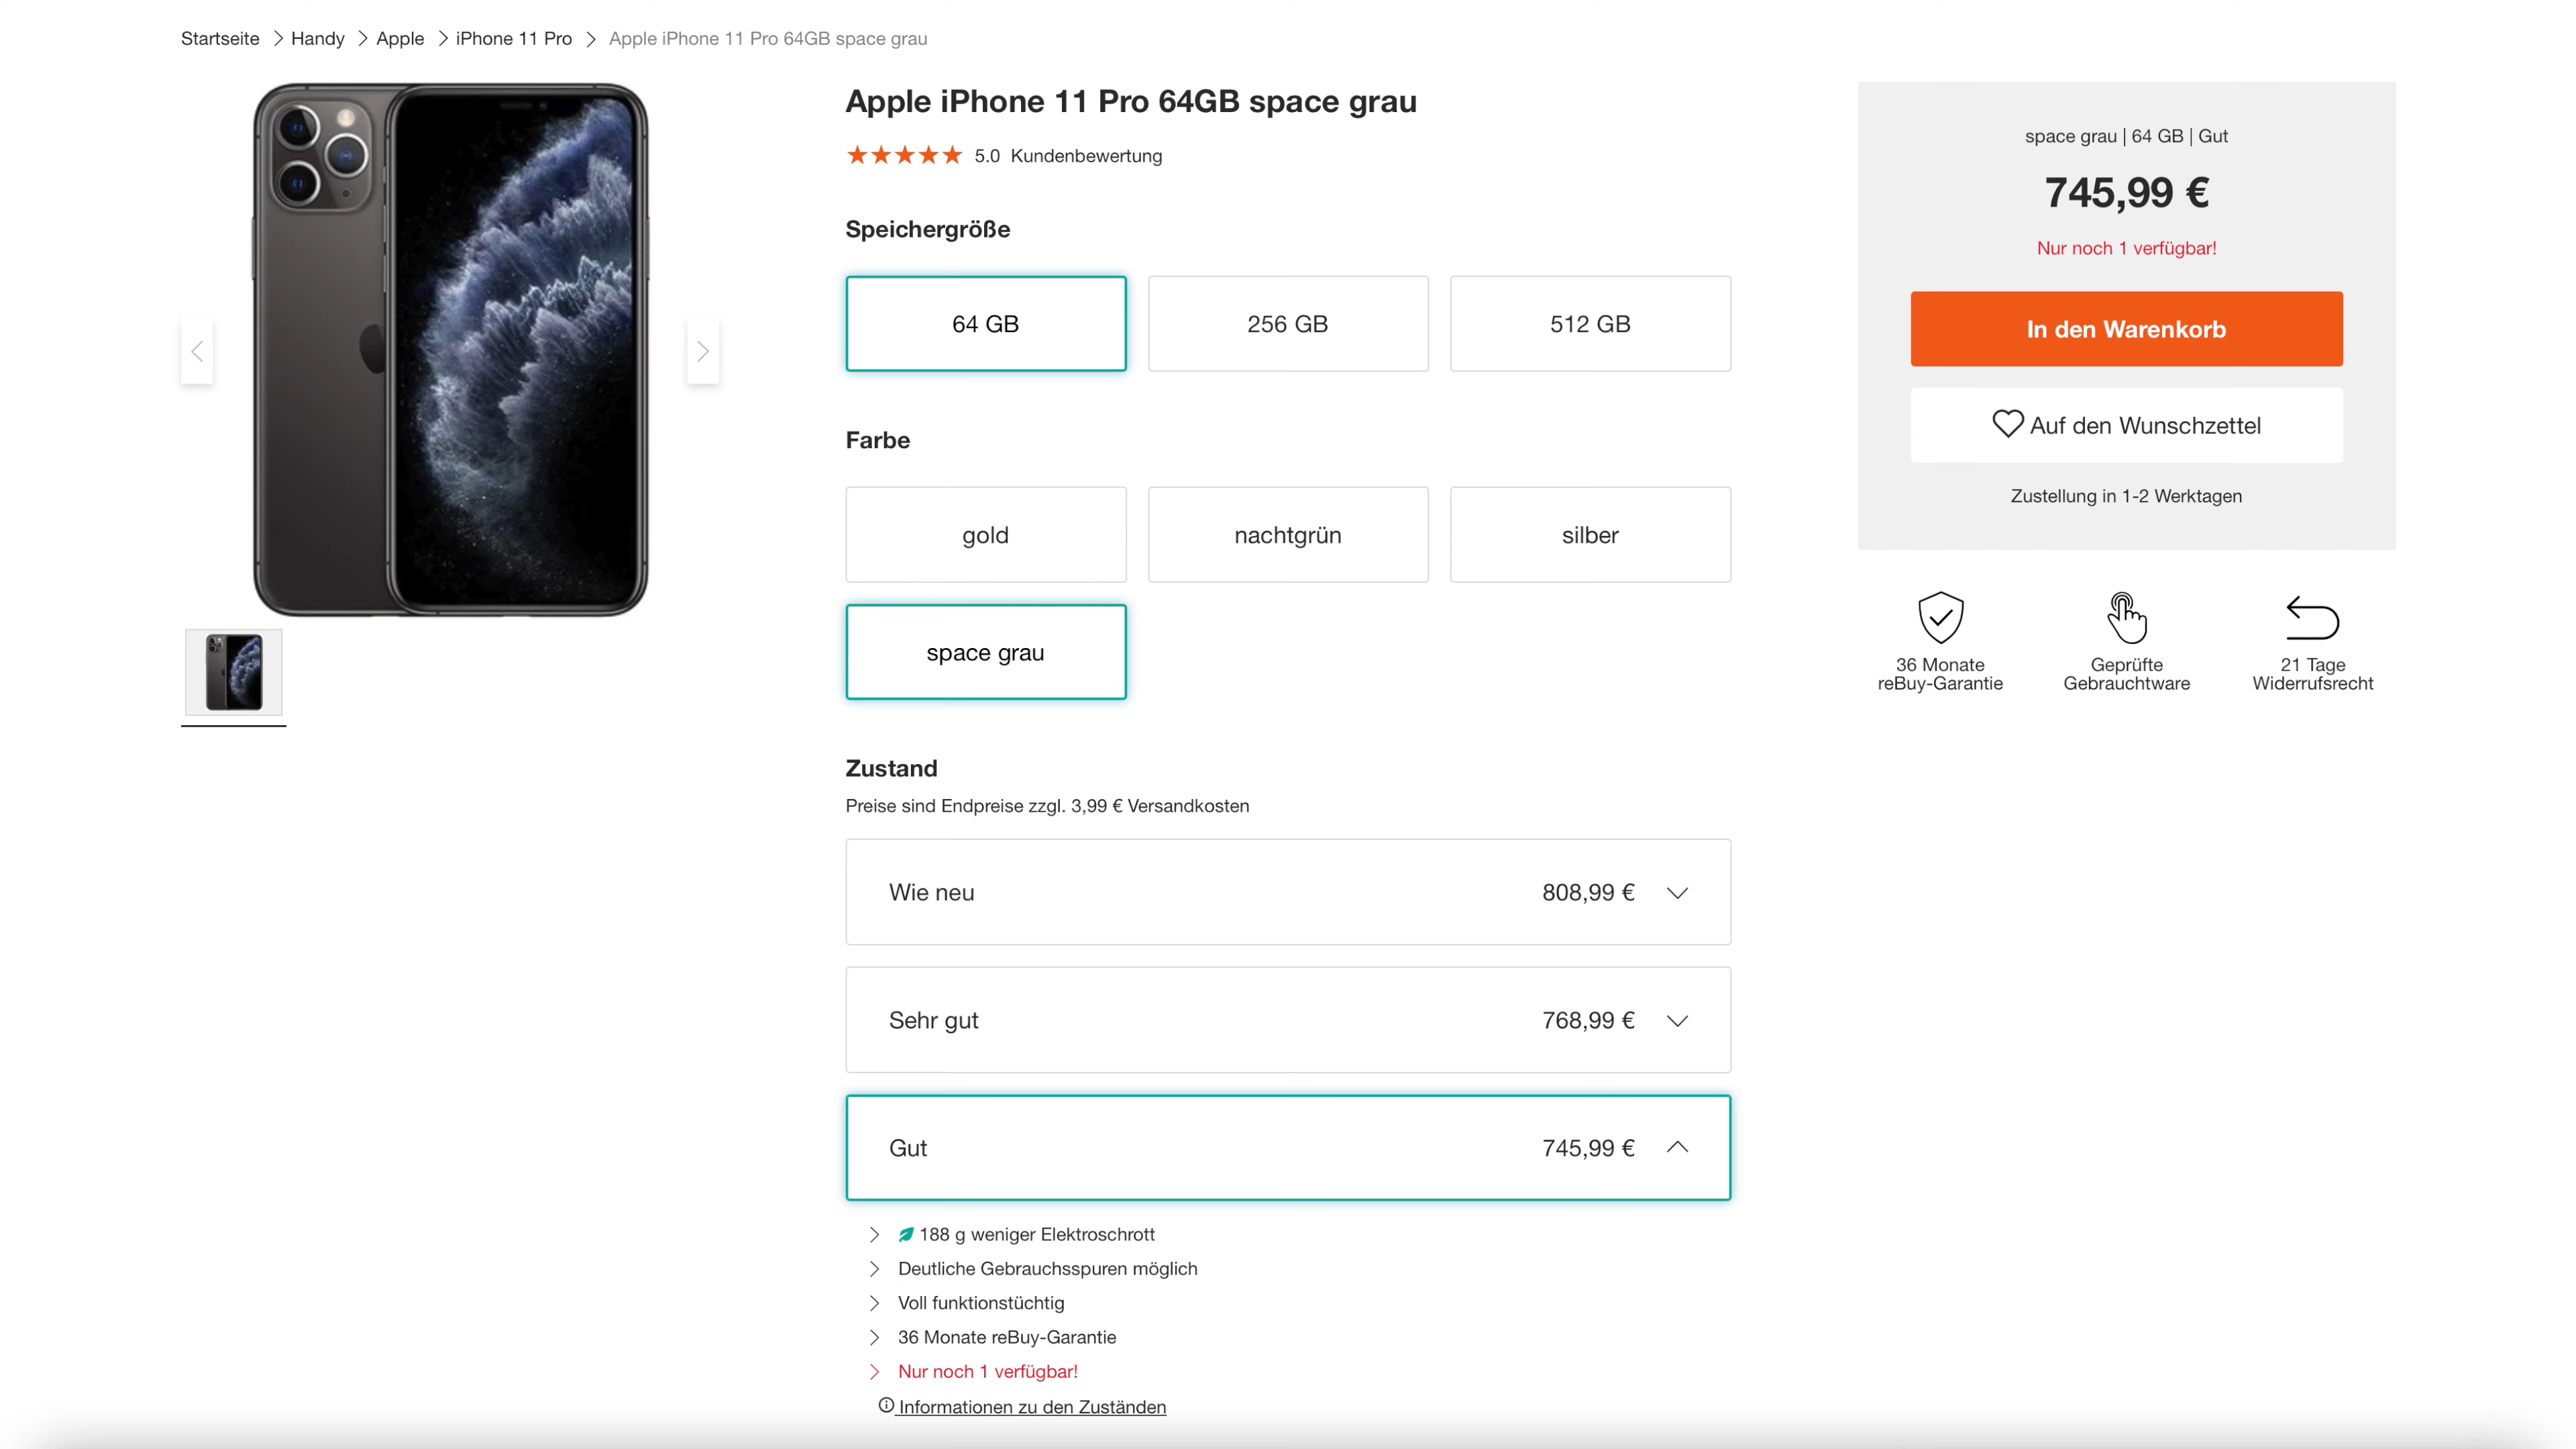 Startseite > Handy > Apple > iPhone 11 Pro > Apple iPhone 11 Pro 64GB space grau
Apple iPhone 11 Pro 64GB space grau
5.0 Kundenbewertung
Speichergröße
64 GB
256 GB
512 GB
Farbe
gold
nachtgrün
silber
space grau
Zustand
Preise sind Endpreise zzgl. 3,99 € Versandkosten
Wie neu 808,99 €
Sehr gut 768,99 €
Gut 745,99 €
188 g weniger Elektroschrott
Deutliche Gebrauchsspuren möglich
Voll funktionstüchtig
36 Monate reBuy-Garantie
Nur noch 1 verfügbar!
Informationen zu den Zuständen
space grau | 64 GB | Gut
745,99 €
Nur noch 1 verfügbar!
In den Warenkorb
Auf den Wunschzettel
Zustellung in 1-2 Werktagen
36 Monate
reBuy-Garantie
Geprüfte
Gebrauchtware
21 Tage
Widerrufsrecht